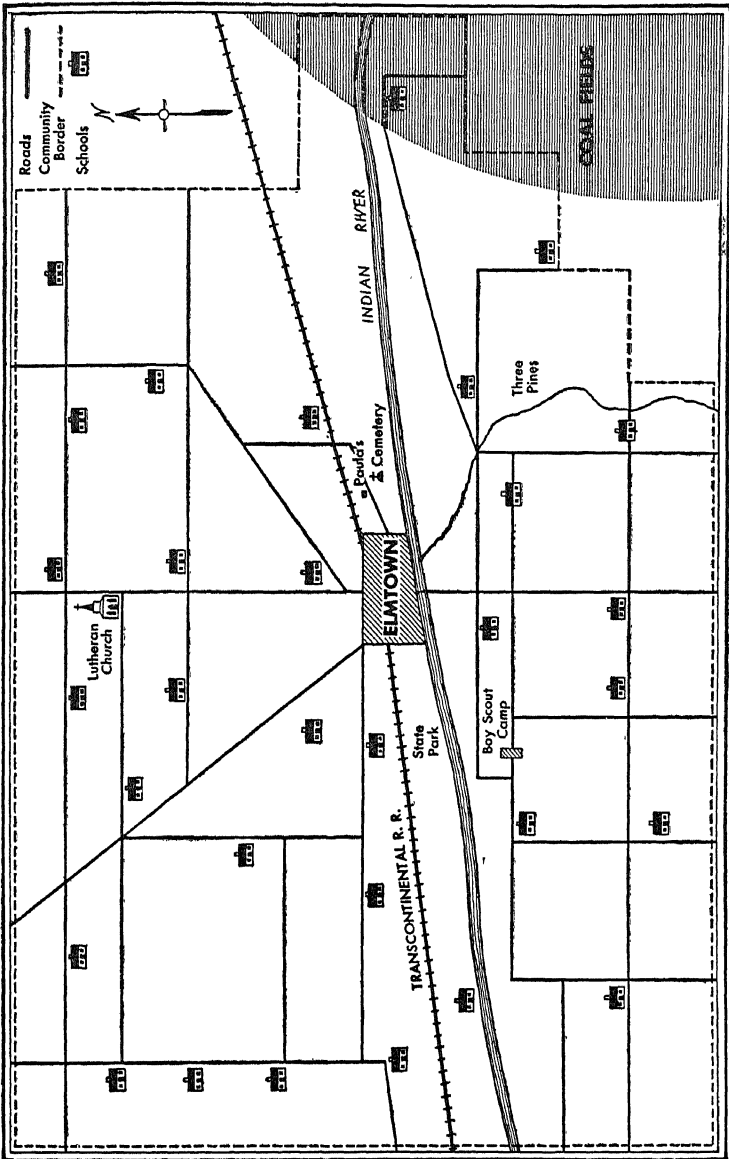 Roads
Community
Border
Schools
N
COAL FIELDS
INDIAN RIVER
Three
Pines
Paula's
Cemetery
ELMTOWN
Lutheran
Church
State
Park
Boy Scout
Camp
TRANSCONTINENTAL R. R.